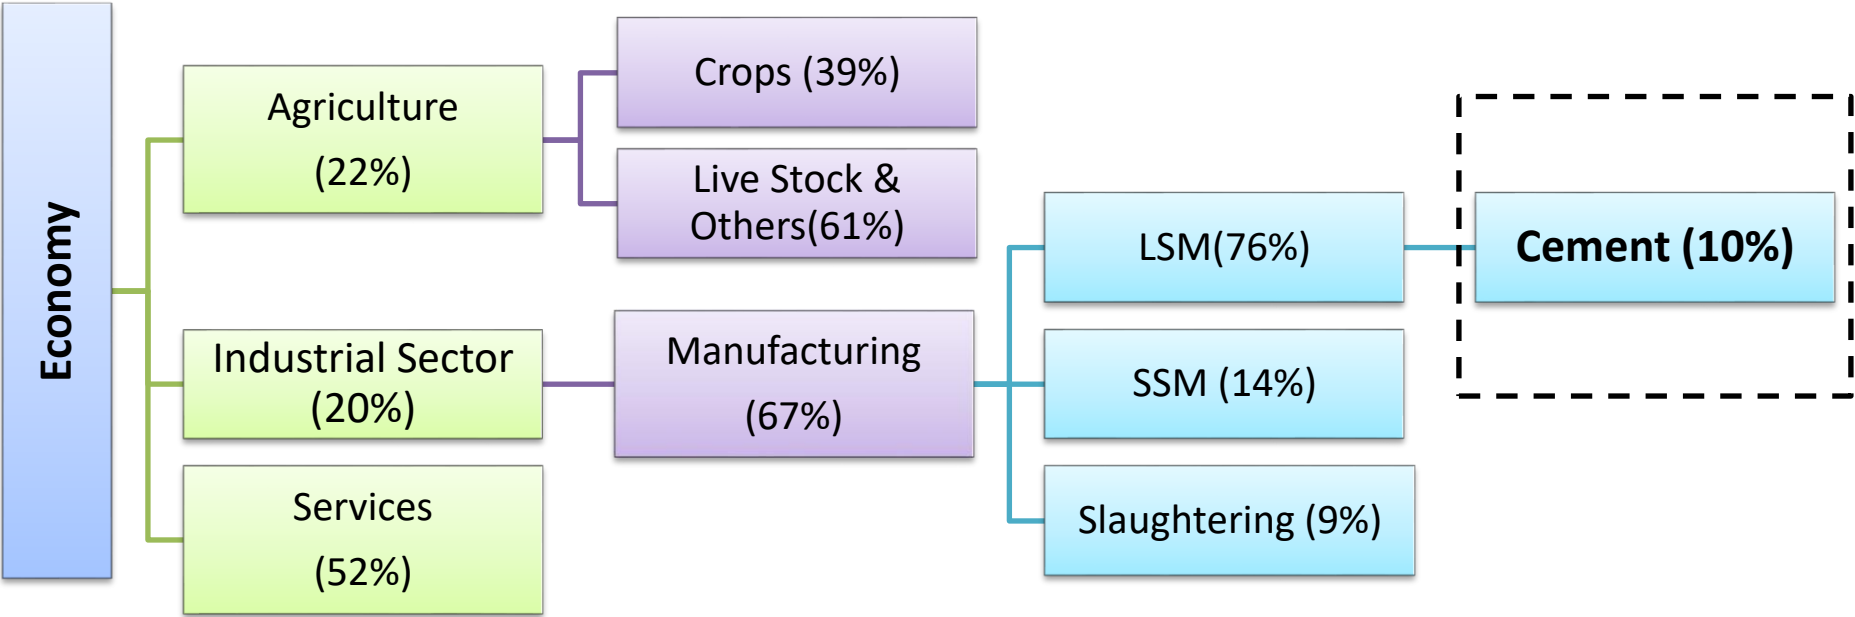 Economy
Agriculture
(22%)
Crops (39%)
Live Stock &
Others(61%)
Industrial Sector
(20%)
Manufacturing
(67%)
LSM(76%)
Cement (10%)
SSM (14%)
Slaughtering (9%)
Services
(52%)